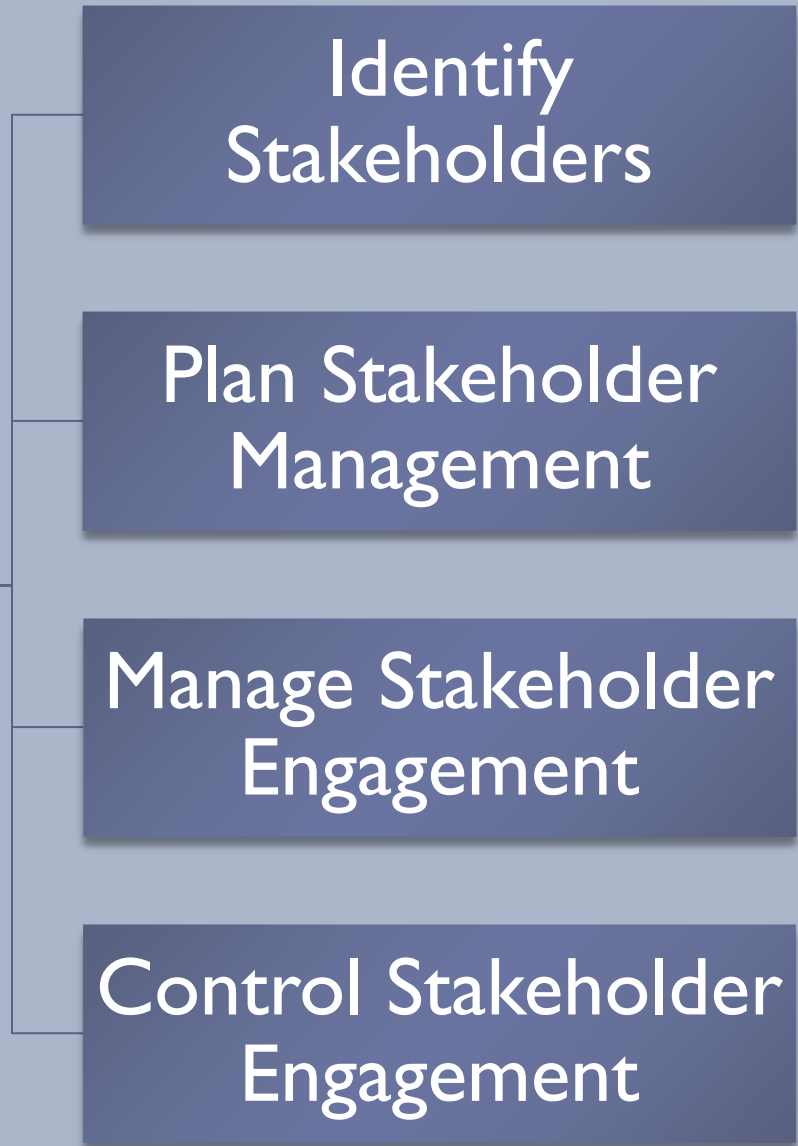 Identify
Stakeholders
Plan Stakeholder
Management
Manage Stakeholder
Engagement
Control Stakeholder
Engagement